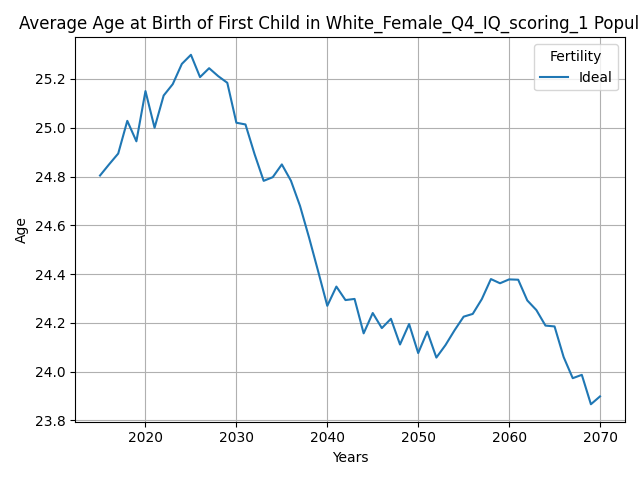 Average Age at Birth of First Child in White_Female_Q4_IQ_scoring_1 Popul
Fertility
Ideal
25.2
25.0
24.8
24.6
24.4
24.2
24.0
23.8
Age
2020 2030 2040 2050 2060 2070
Years